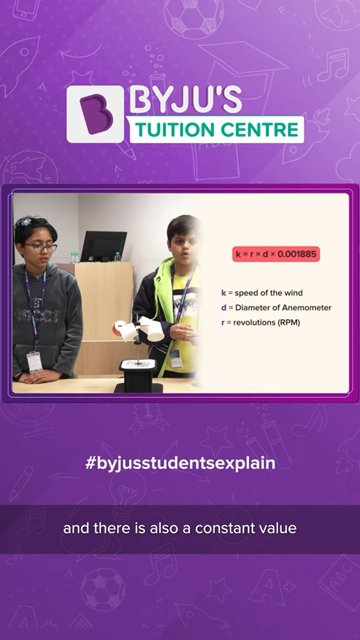 BYJU'S
TUITION CENTRE
k = r × d × 0.001885
k = speed of the wind
d = Diameter of Anemometer
r = revolutions (RPM)
#byjusstudentsexplain
and there is also a constant value